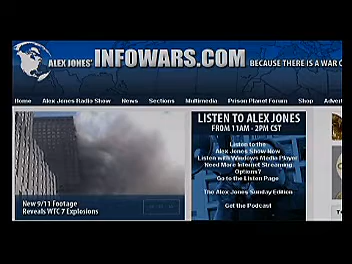 ALEX JONES' INFOWARS.COM BECAUSE THERE IS A WAR
Home Alex Jones Radio Show News Sections Multimedia Prison Planet Forum Shop Advert
LISTEN TO ALEX JONES
FROM 11AM - 2PM CST
Listen to the
Alex Jones Show Now
Listen with Windows Media Player
Need More Internet Streaming
Options?
Go to the Listen Page
The Alex Jones Sunday Edition
Get the Podcast
New 9/11 Footage
Reveals WTC 7 Explosions